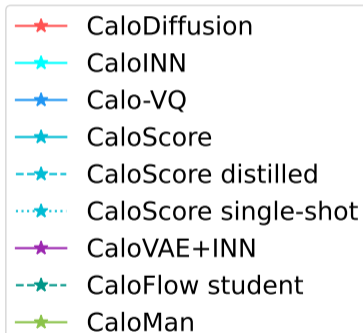 CaloDiffusion
CaloINN
Calo-VQ
CaloScore
CaloScore distilled
CaloScore single-shot
CaloVAE+INN
CaloFlow student
CaloMan